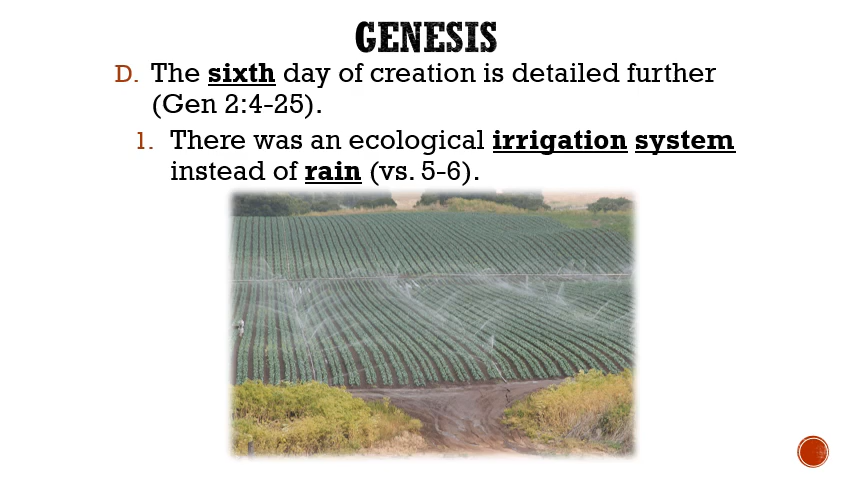 GENESIS
D. The sixth day of creation is detailed further
(Gen 2:4-25).
1. There was an ecological irrigation system
instead of rain (vs. 5-6).